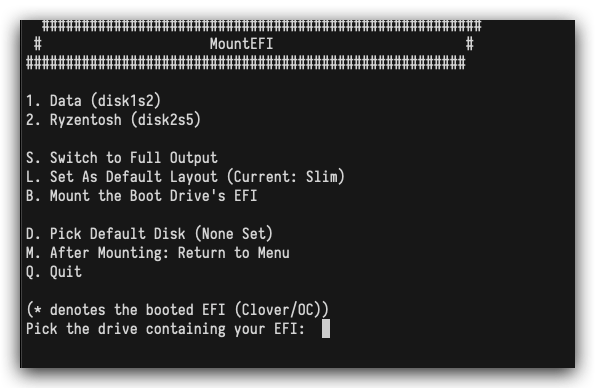 #######################################################
# MountEFI #
#######################################################
1. Data (disk1s2)
2. Ryzentosh (disk2s5)
S. Switch to Full Output
L. Set As Default Layout (Current: Slim)
B. Mount the Boot Drive's EFI
D. Pick Default Disk (None Set)
M. After Mounting: Return to Menu
Q. Quit
(* denotes the booted EFI (Clover/OC))
Pick the drive containing your EFI: